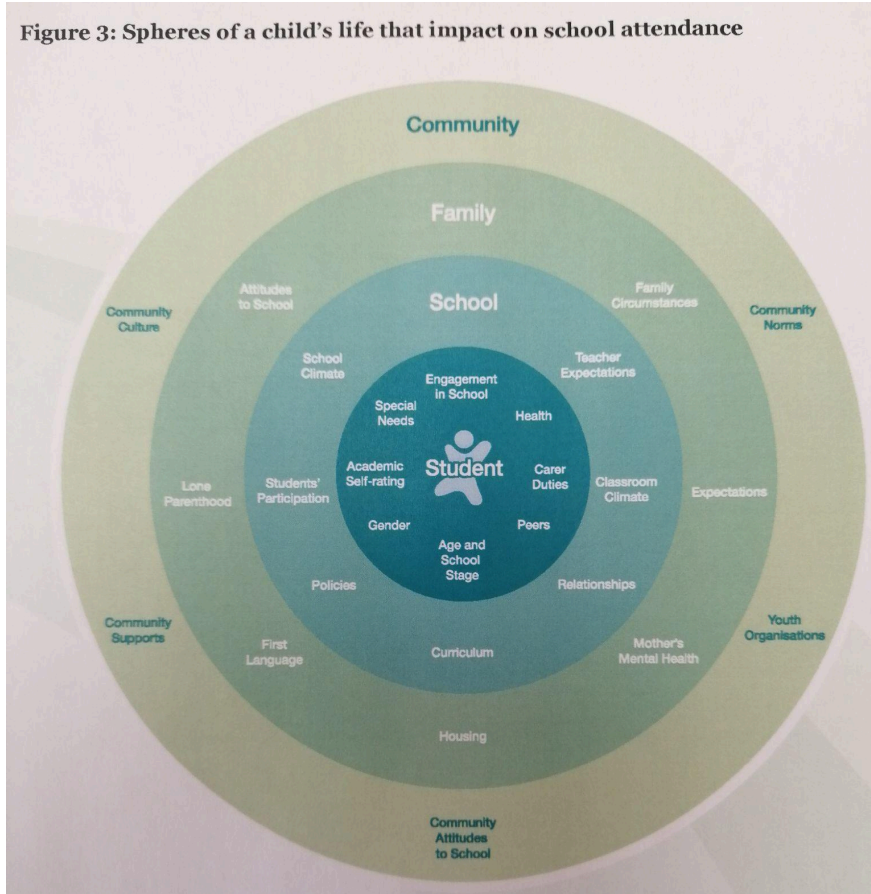 Figure 3: Spheres of a child's life that impact on school attendance
Community
Family
Attitudes
to School
Family
Circumstances
School
Community
Culture
Community
Norms
School
Climate
Teacher
Expectations
Engagement
in School
Special
Needs
Health
Student
Academic
Self-rating
Carer
Duties
Lone
Parenthood
Students'
Participation
Classroom
Climate
Expectations
Gender
Peers
Age and
School
Stage
Policies
Relationships
Community
Supports
Youth
Organisations
First
Language
Curriculum
Mother's
Mental Health
Housing
Community
Attitudes
to School